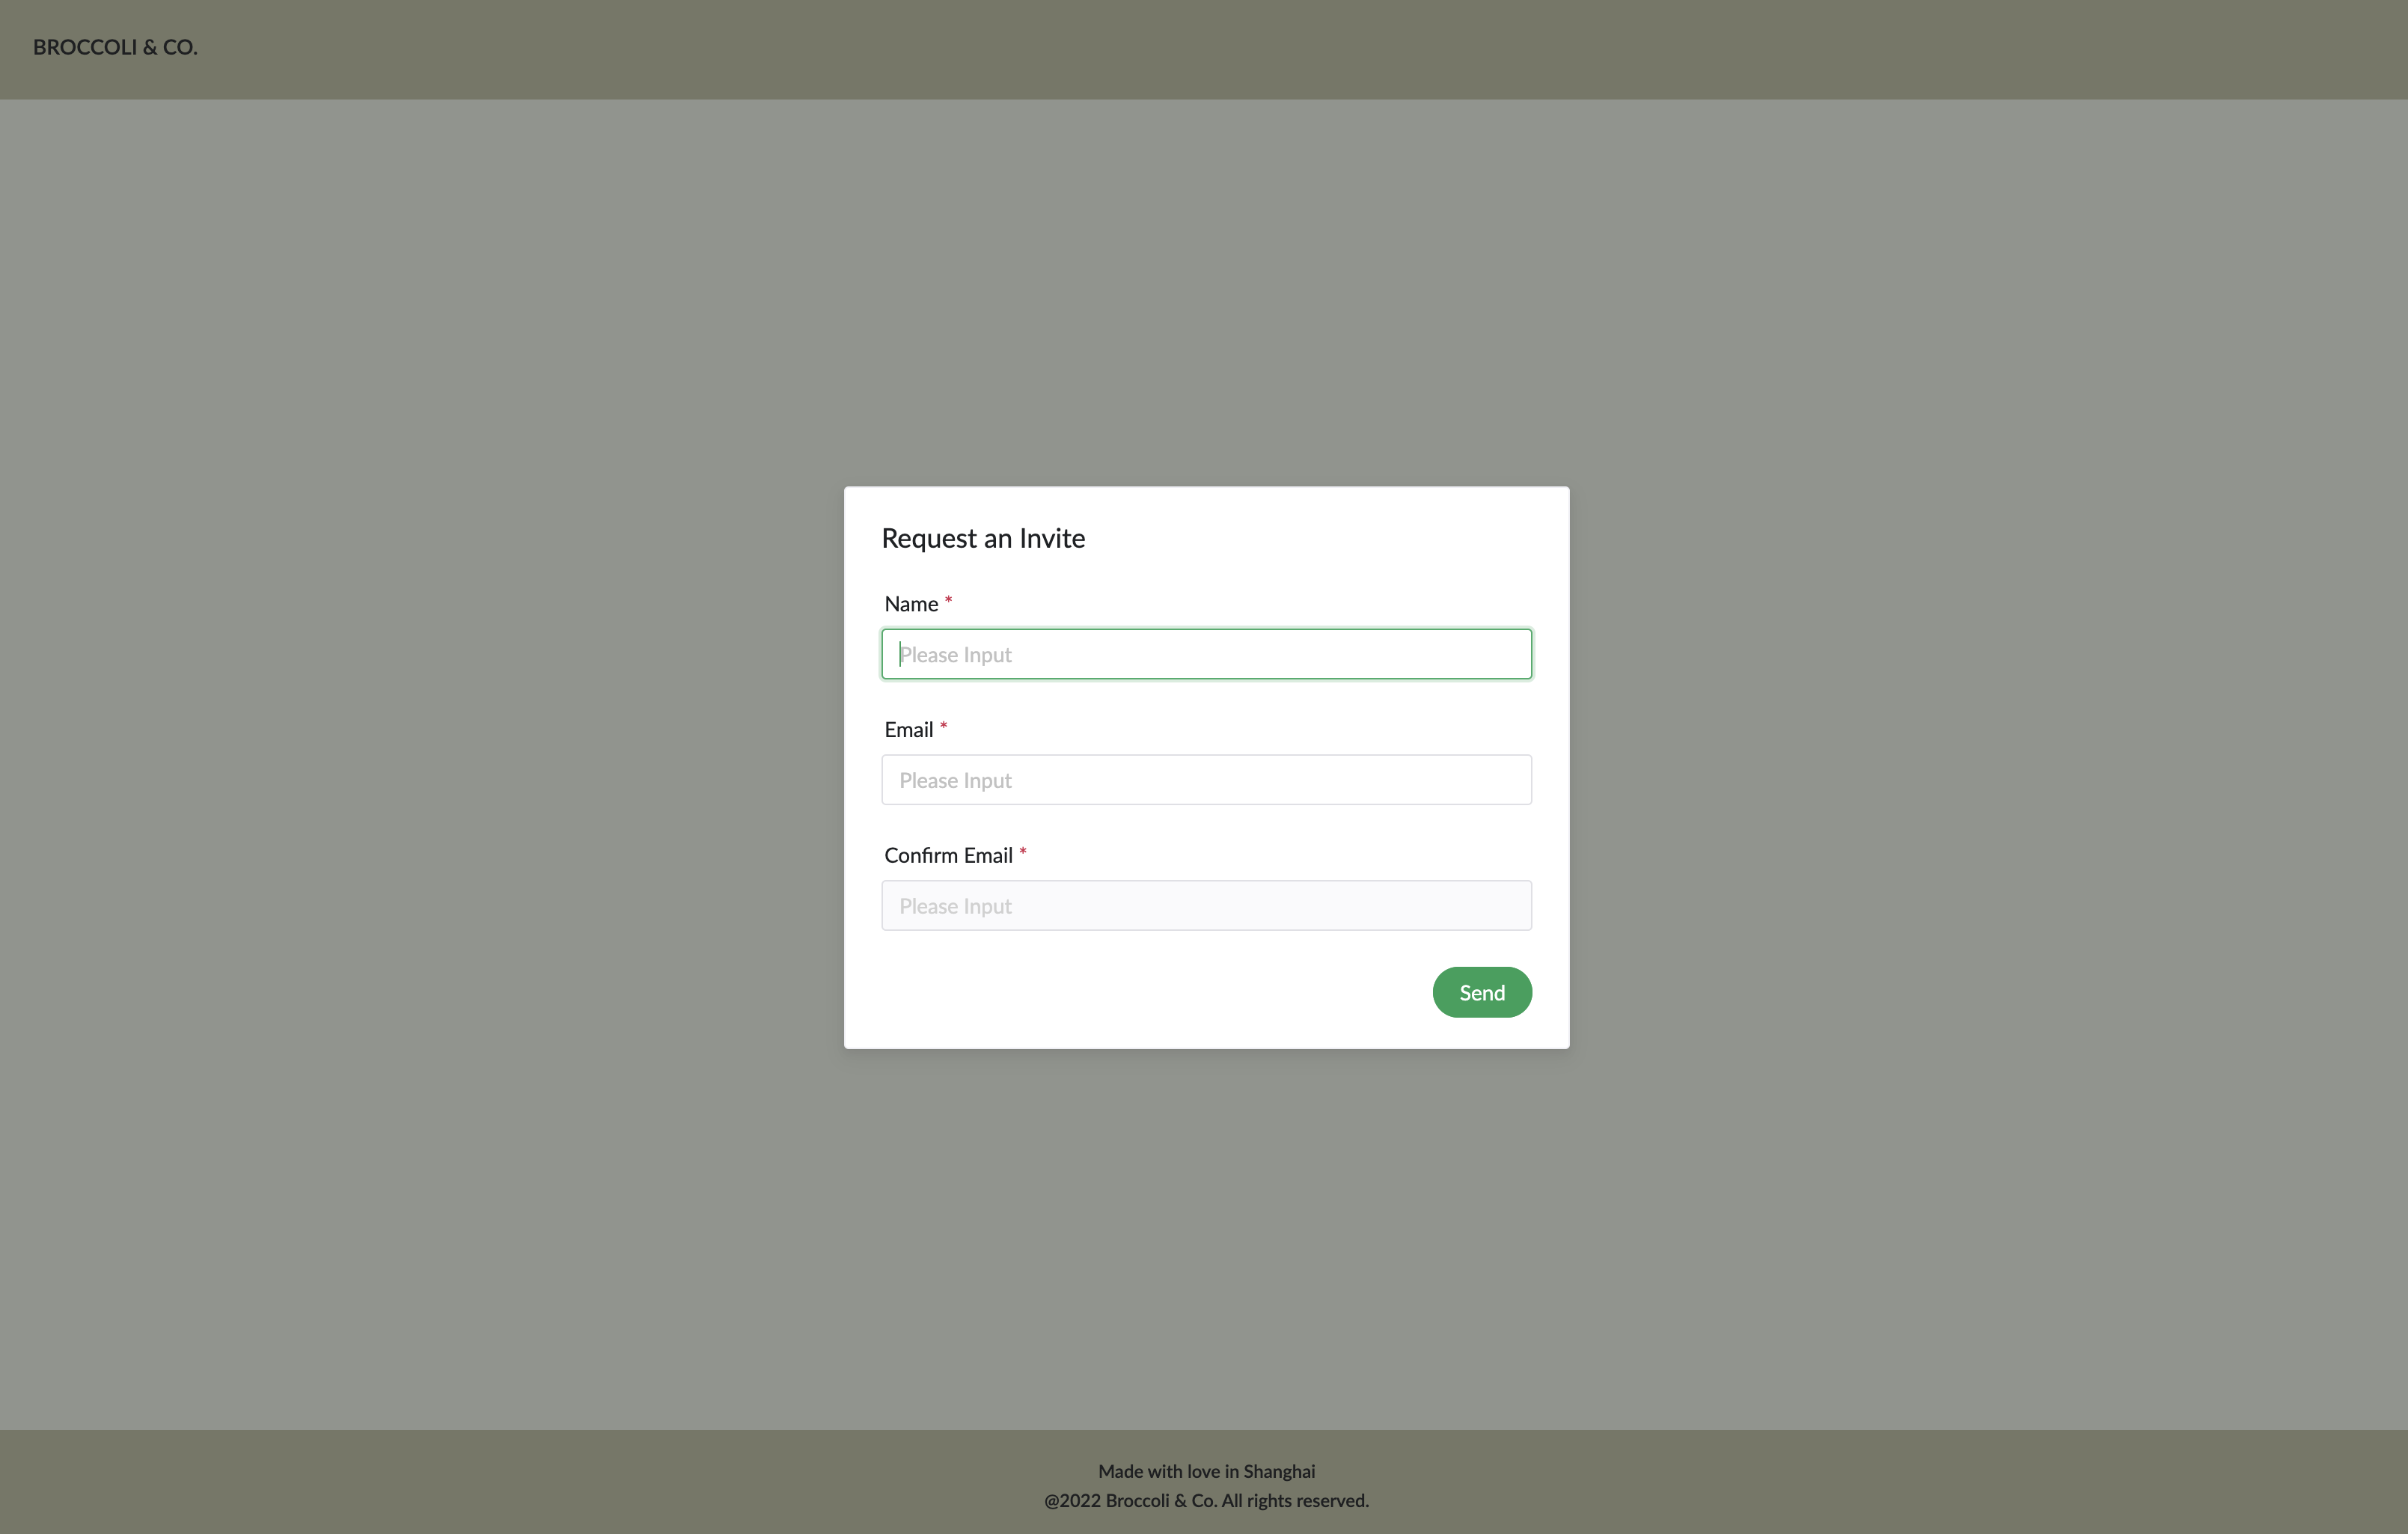 BROCCOLI & CO.
Request an Invite
Name *
Please Input
Email *
Please Input
Confirm Email *
Please Input
Send
Made with love in Shanghai
@2022 Broccoli & Co. All rights reserved.